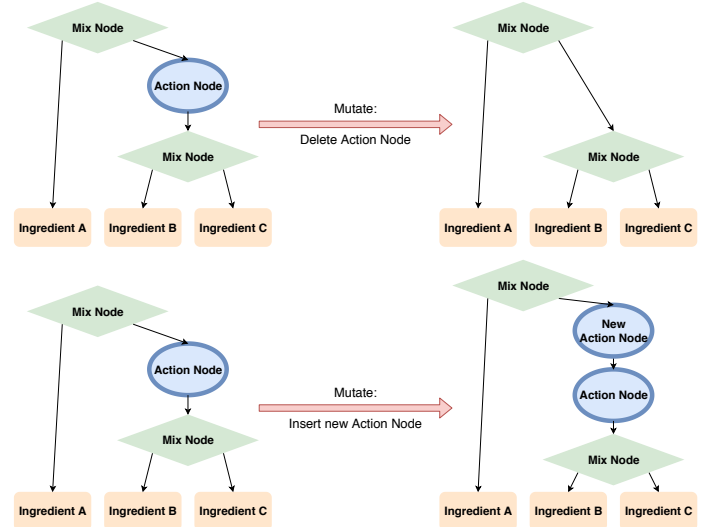 Mix Node
Action Node
Mix Node
Ingredient A
Ingredient B
Ingredient C
Mutate:
Delete Action Node
Mix Node
Mix Node
Ingredient A
Ingredient B
Ingredient C
Mix Node
Action Node
Mix Node
Ingredient A
Ingredient B
Ingredient C
Mutate:
Insert new Action Node
Mix Node
New
Action Node
Action Node
Mix Node
Ingredient A
Ingredient B
Ingredient C